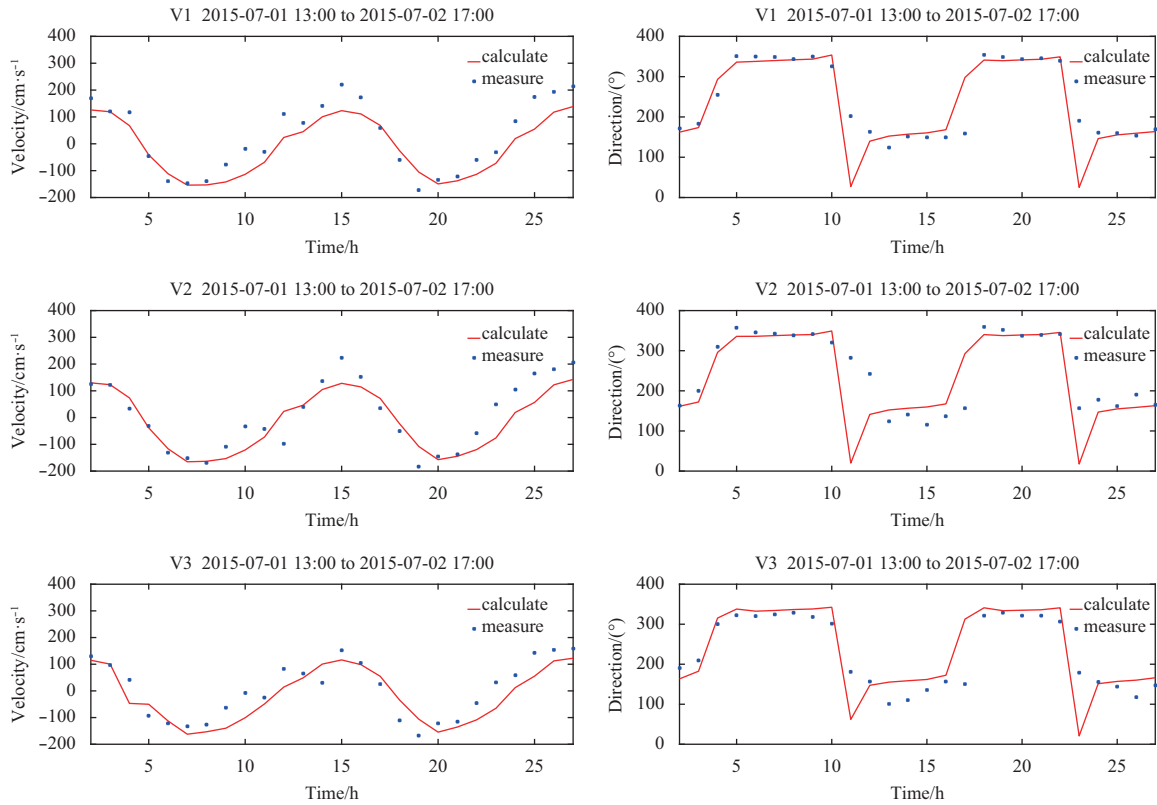 V1 2015-07-01 13:00 to 2015-07-02 17:00
400
300
200
100
0
−100
−200
Velocity/cm·s⁻¹
calculate
measure
5 10 15 20 25
Time/h
V1 2015-07-01 13:00 to 2015-07-02 17:00
400
300
200
100
0
Direction/(°)
calculate
measure
5 10 15 20 25
Time/h
V2 2015-07-01 13:00 to 2015-07-02 17:00
400
300
200
100
0
−100
−200
Velocity/cm·s⁻¹
calculate
measure
5 10 15 20 25
Time/h
V2 2015-07-01 13:00 to 2015-07-02 17:00
400
300
200
100
0
Direction/(°)
calculate
measure
5 10 15 20 25
Time/h
V3 2015-07-01 13:00 to 2015-07-02 17:00
400
300
200
100
0
−100
−200
Velocity/cm·s⁻¹
calculate
measure
5 10 15 20 25
Time/h
V3 2015-07-01 13:00 to 2015-07-02 17:00
400
300
200
100
0
Direction/(°)
calculate
measure
5 10 15 20 25
Time/h